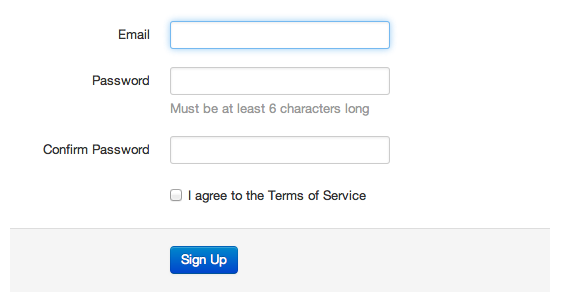 Email
Password
Must be at least 6 characters long
Confirm Password
I agree to the Terms of Service
Sign Up